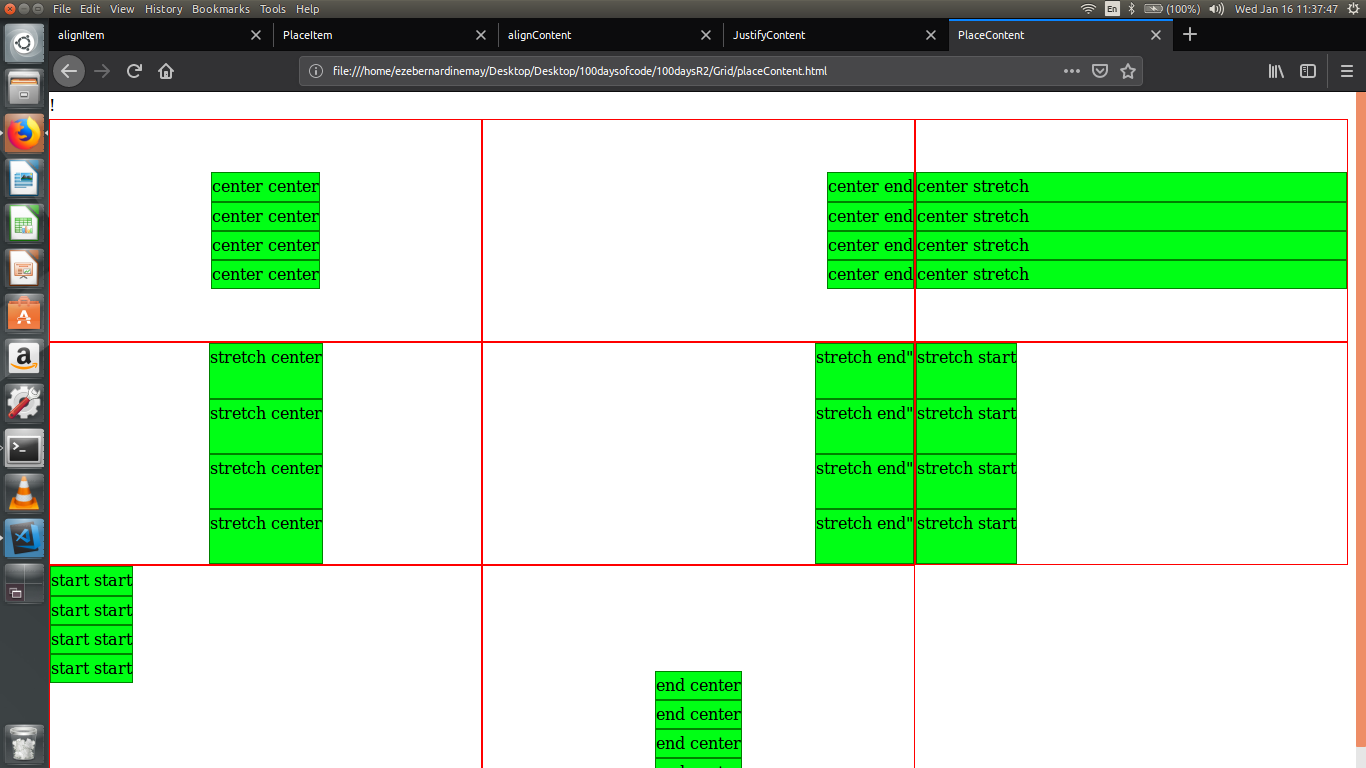 File Edit View History Bookmarks Tools Help
En (100%) Wed Jan 16 11:37:47
alignItem PlaceItem alignContent JustifyContent PlaceContent
file:///home/ezebernardinemay/Desktop/Desktop/100daysofcode/100daysR2/Grid/placeContent.html
!
center center center end center stretch
center center center end center stretch
center center center end center stretch
center center center end center stretch
stretch center stretch end" stretch start
stretch center stretch end" stretch start
stretch center stretch end" stretch start
stretch center stretch end" stretch start
start start
start start
start start
start start
end center
end center
end center